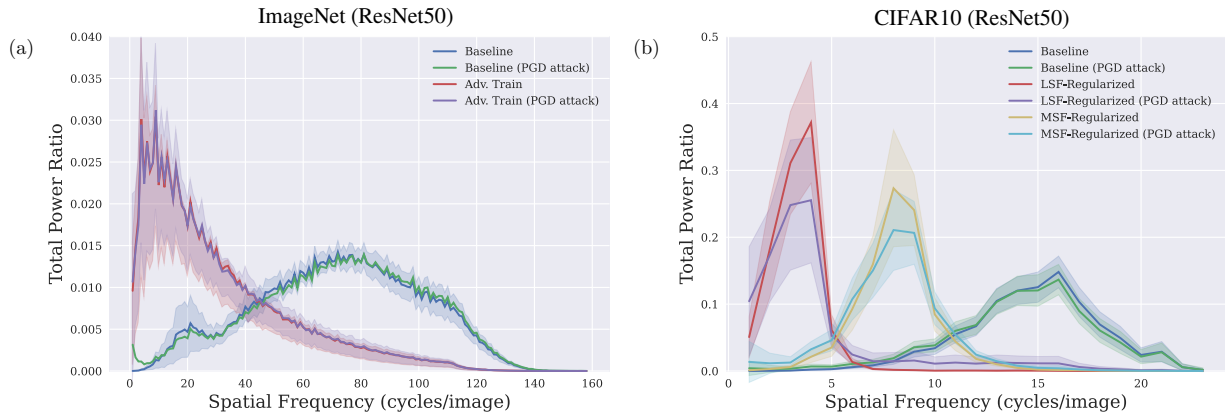 ImageNet (ResNet50)
(a)
0.040
0.035
0.030
0.025
0.020
0.015
0.010
0.005
0.000
Total Power Ratio
Baseline
Baseline (PGD attack)
Adv. Train
Adv. Train (PGD attack)
0 20 40 60 80 100 120 140 160
Spatial Frequency (cycles/image)
CIFAR10 (ResNet50)
(b)
0.5
0.4
0.3
0.2
0.1
0.0
Total Power Ratio
Baseline
Baseline (PGD attack)
LSF-Regularized
LSF-Regularized (PGD attack)
MSF-Regularized
MSF-Regularized (PGD attack)
5 10 15 20
Spatial Frequency (cycles/image)